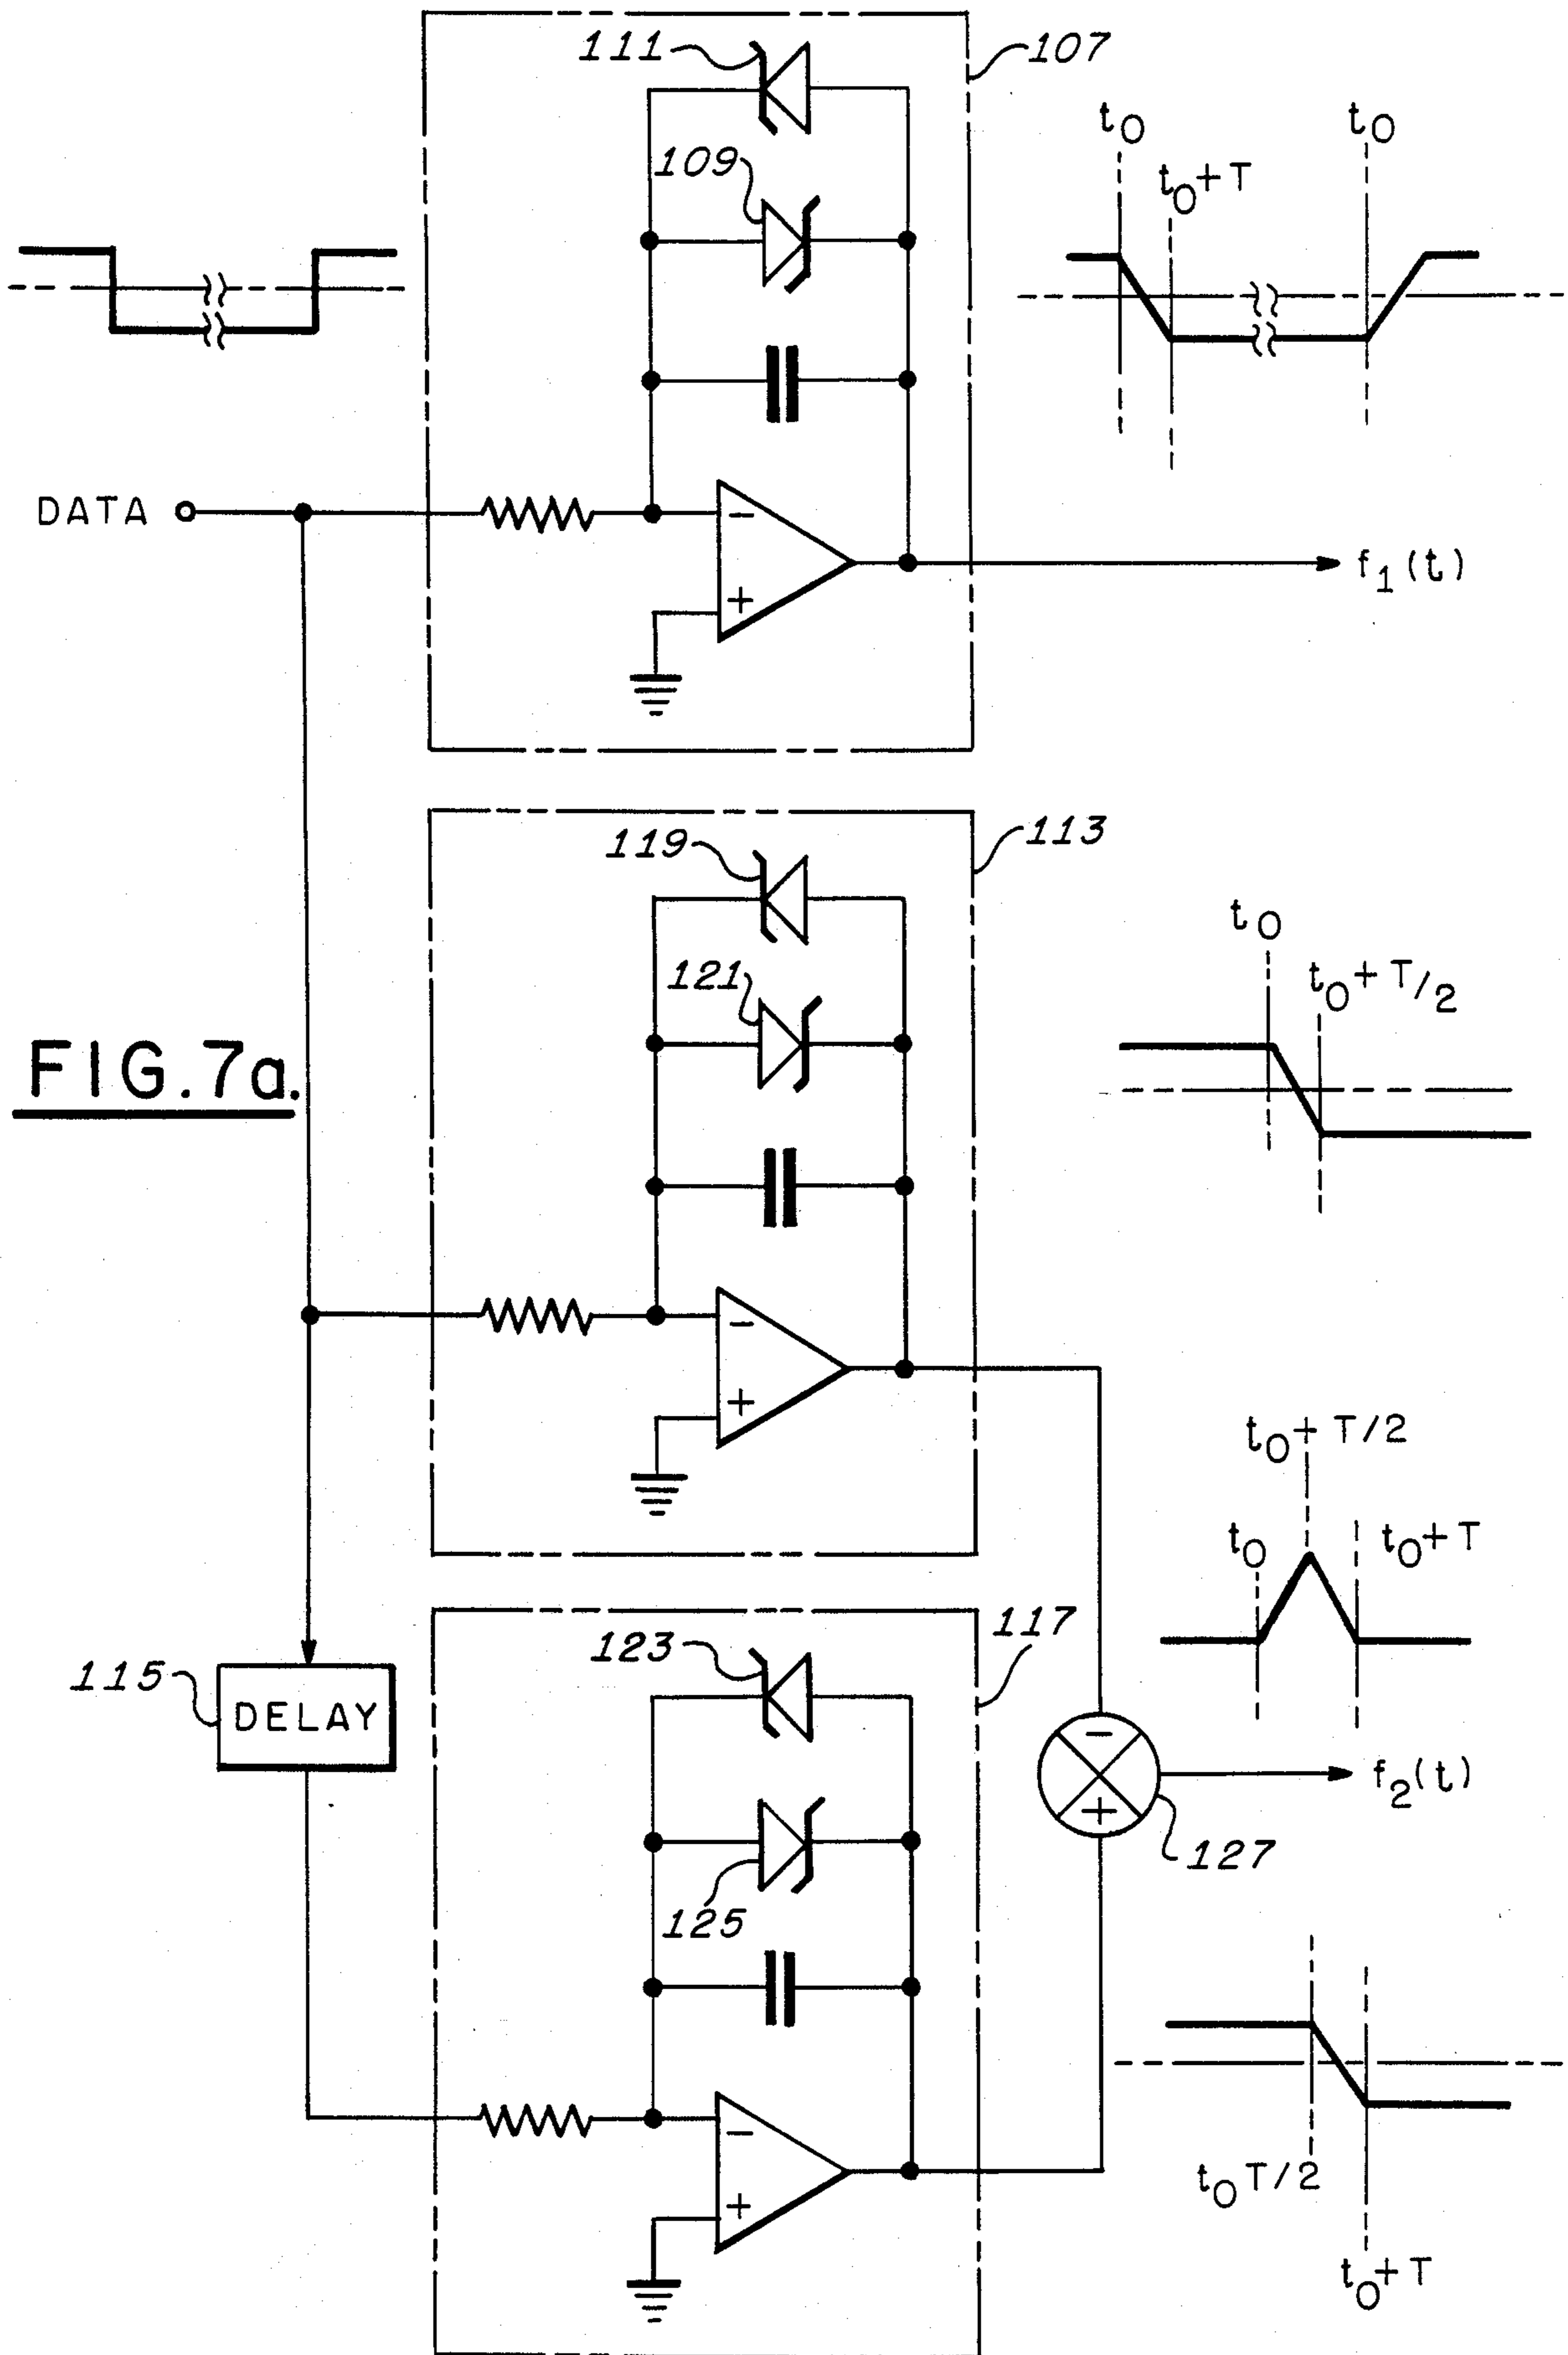 111
107
t0
t0
109
t0+T
DATA
−
+
f1(t)
119
113
t0
121
t0+T/2
FIG.7a.
−
+
t0+T/2
t0
t0+T
123
117
115
DELAY
−
+
f2(t)
127
125
−
+
t0T/2
t0+T